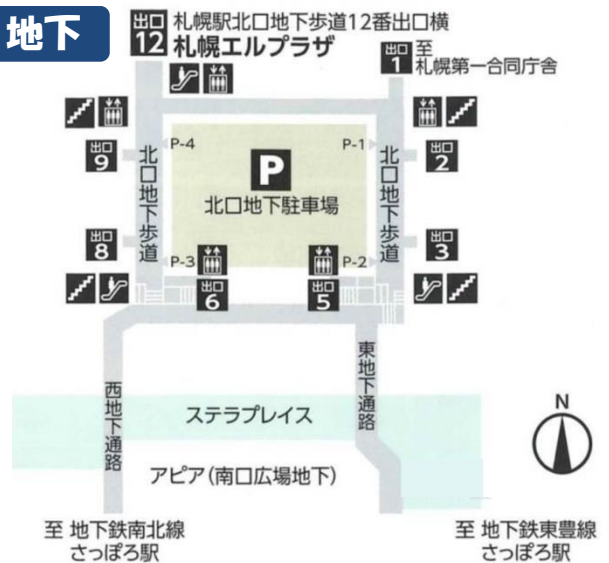 地下
出口
12
札幌駅北口地下歩道12番出口横
札幌エルプラザ
出口
1
至
札幌第一合同庁舎
出口
9
P-4
P-1
出口
2
北口地下歩道
P
北口地下駐車場
北口地下歩道
出口
8
出口
3
P-3
P-2
出口
6
出口
5
西地下通路
東地下通路
ステラプレイス
アピア(南口広場地下)
N
至 地下鉄南北線
さっぽろ駅
至 地下鉄東豊線
さっぽろ駅